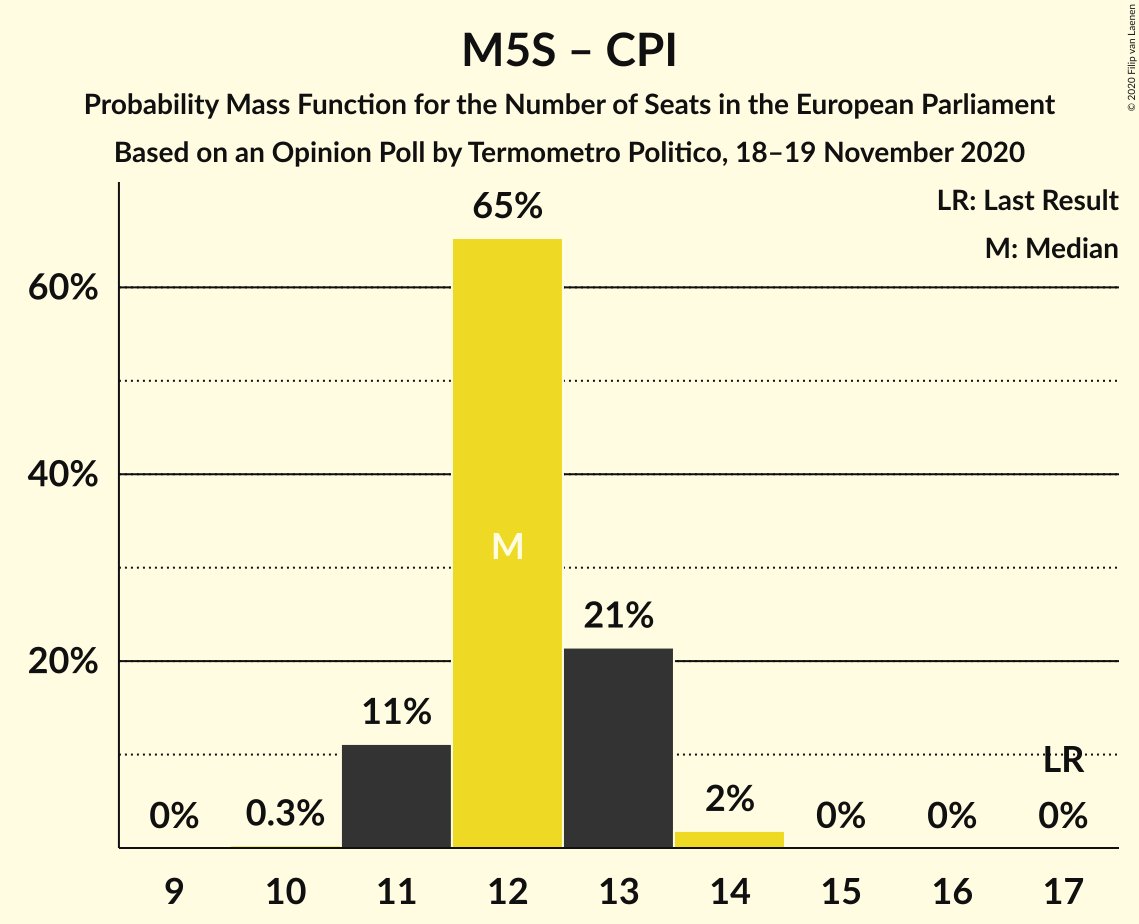 M5S – CPI
Probability Mass Function for the Number of Seats in the European Parliament
Based on an Opinion Poll by Termometro Politico, 18–19 November 2020
© 2020 Filip van Laenen
LR: Last Result
M: Median
65%
60%
40%
M
21%
20%
11%
LR
0%
0.3%
2%
0%
0%
0%
9 10 11 12 13 14 15 16 17